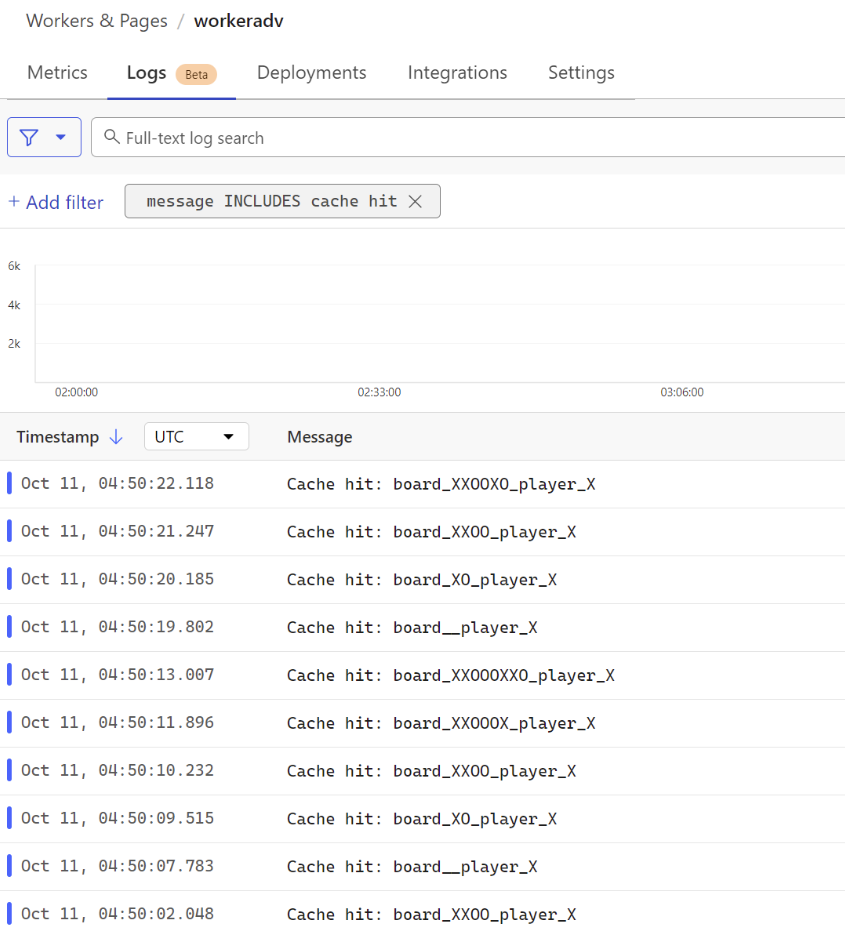 Workers & Pages / workeradv
Metrics Logs Beta Deployments Integrations Settings
Full-text log search
+ Add filter message INCLUDES cache hit ×
6k
4k
2k
02:00:00 02:33:00 03:06:00
Timestamp ↓ UTC Message
Oct 11, 04:50:22.118 Cache hit: board_XXOOXO_player_X
Oct 11, 04:50:21.247 Cache hit: board_XXOO_player_X
Oct 11, 04:50:20.185 Cache hit: board_XO_player_X
Oct 11, 04:50:19.802 Cache hit: board__player_X
Oct 11, 04:50:13.007 Cache hit: board_XXOOOXXO_player_X
Oct 11, 04:50:11.896 Cache hit: board_XXOOOX_player_X
Oct 11, 04:50:10.232 Cache hit: board_XXOO_player_X
Oct 11, 04:50:09.515 Cache hit: board_XO_player_X
Oct 11, 04:50:07.783 Cache hit: board__player_X
Oct 11, 04:50:02.048 Cache hit: board_XXOO_player_X